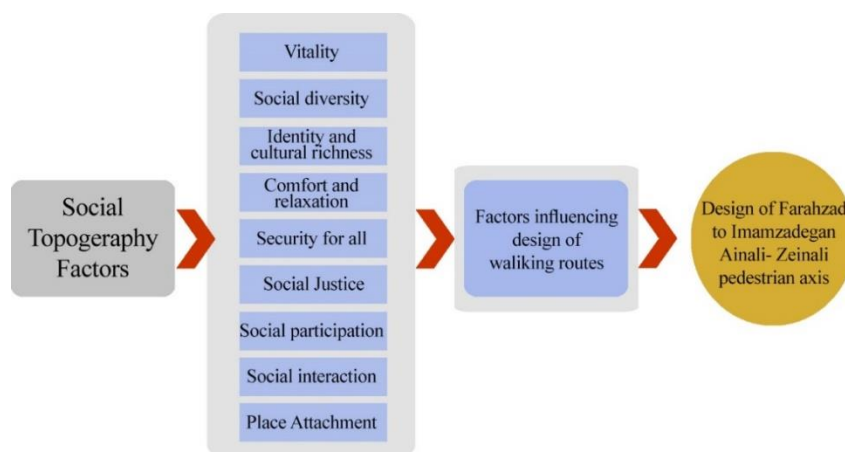 Social
Topogeraphy
Factors
Vitality
Social diversity
Identity and
cultural richness
Comfort and
relaxation
Security for all
Social Justice
Social participation
Social interaction
Place Attachment
Factors influencing
design of
waliking routes
Design of Farahzad
to Imamzadegan
Ainali- Zeinali
pedestrian axis